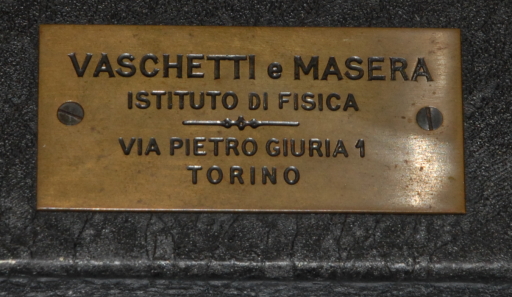 VASCHETTI e MASERA
ISTITUTO DI FISICA
VIA PIETRO GIURIA 1
TORINO